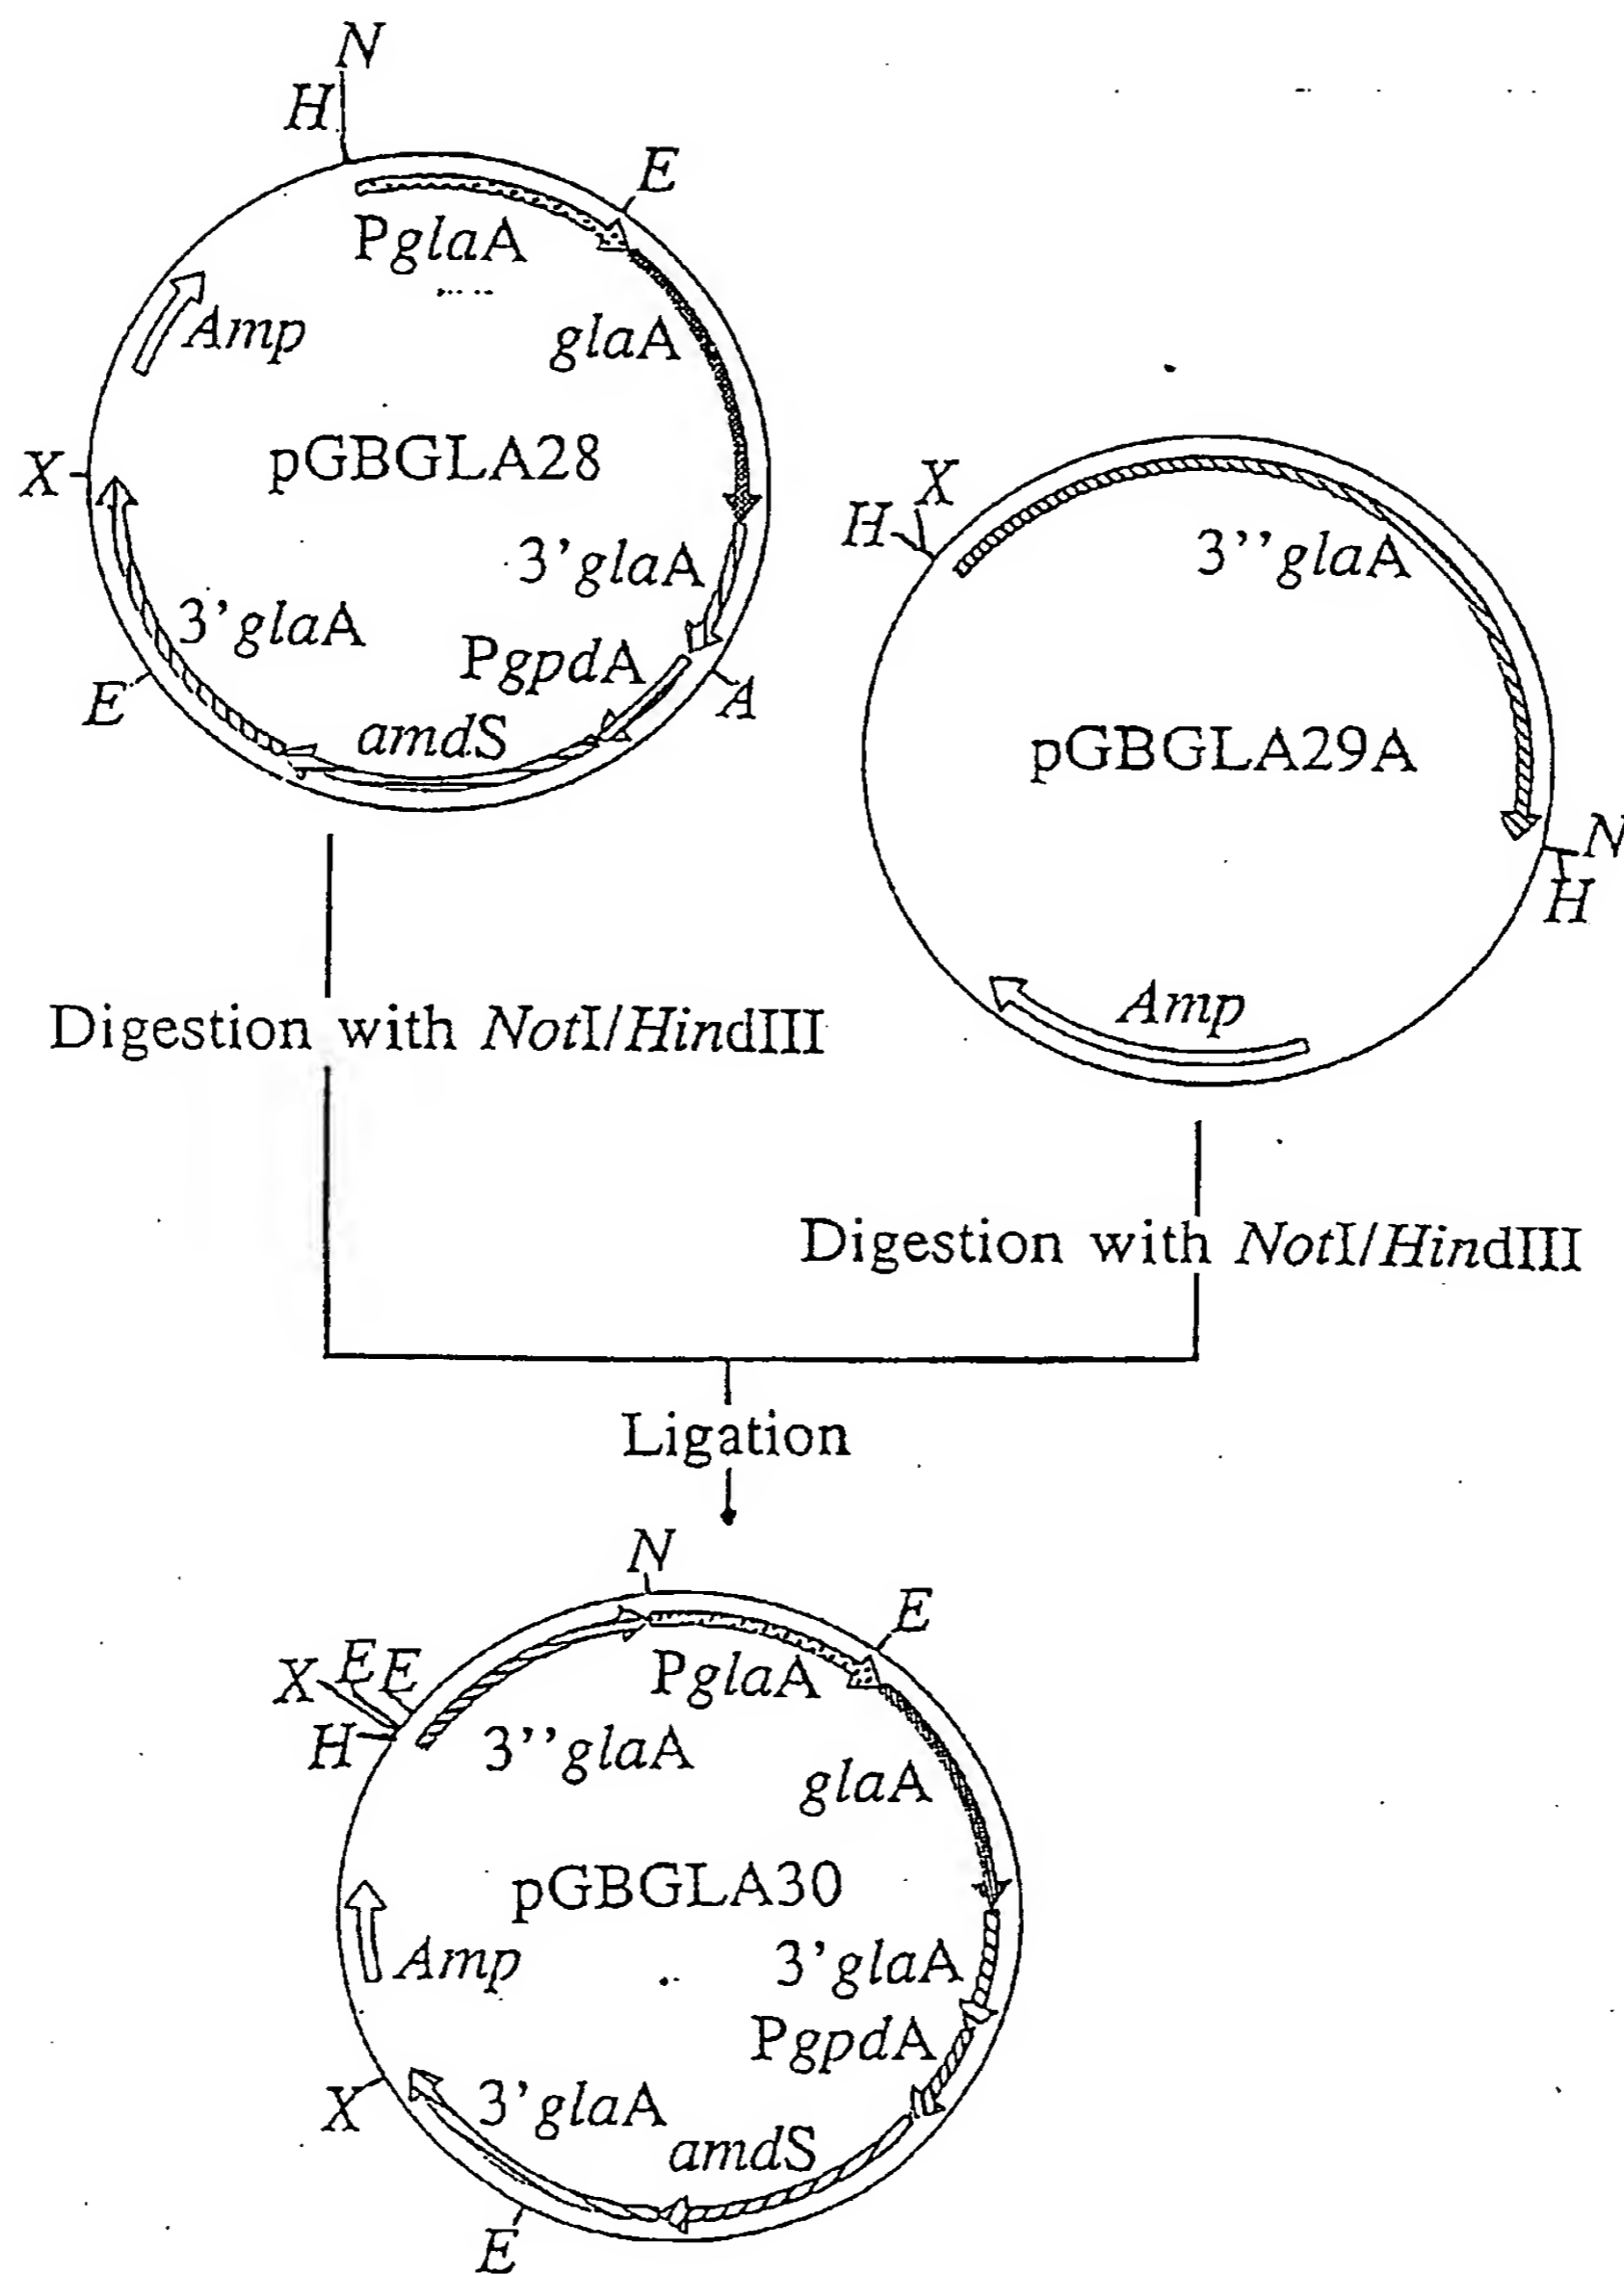 N
H
E
PglaA
glaA
Amp
pGBGLA28
X
3'glaA
3'glaA
PgpdA
E
A
amdS
X
H
3''glaA
pGBGLA29A
N
H
Amp
Digestion with NotI/HindIII
Digestion with NotI/HindIII
Ligation
N
E
X E E
H
PglaA
3''glaA
glaA
pGBGLA30
Amp
3'glaA
PgpdA
X
3'glaA
amdS
E